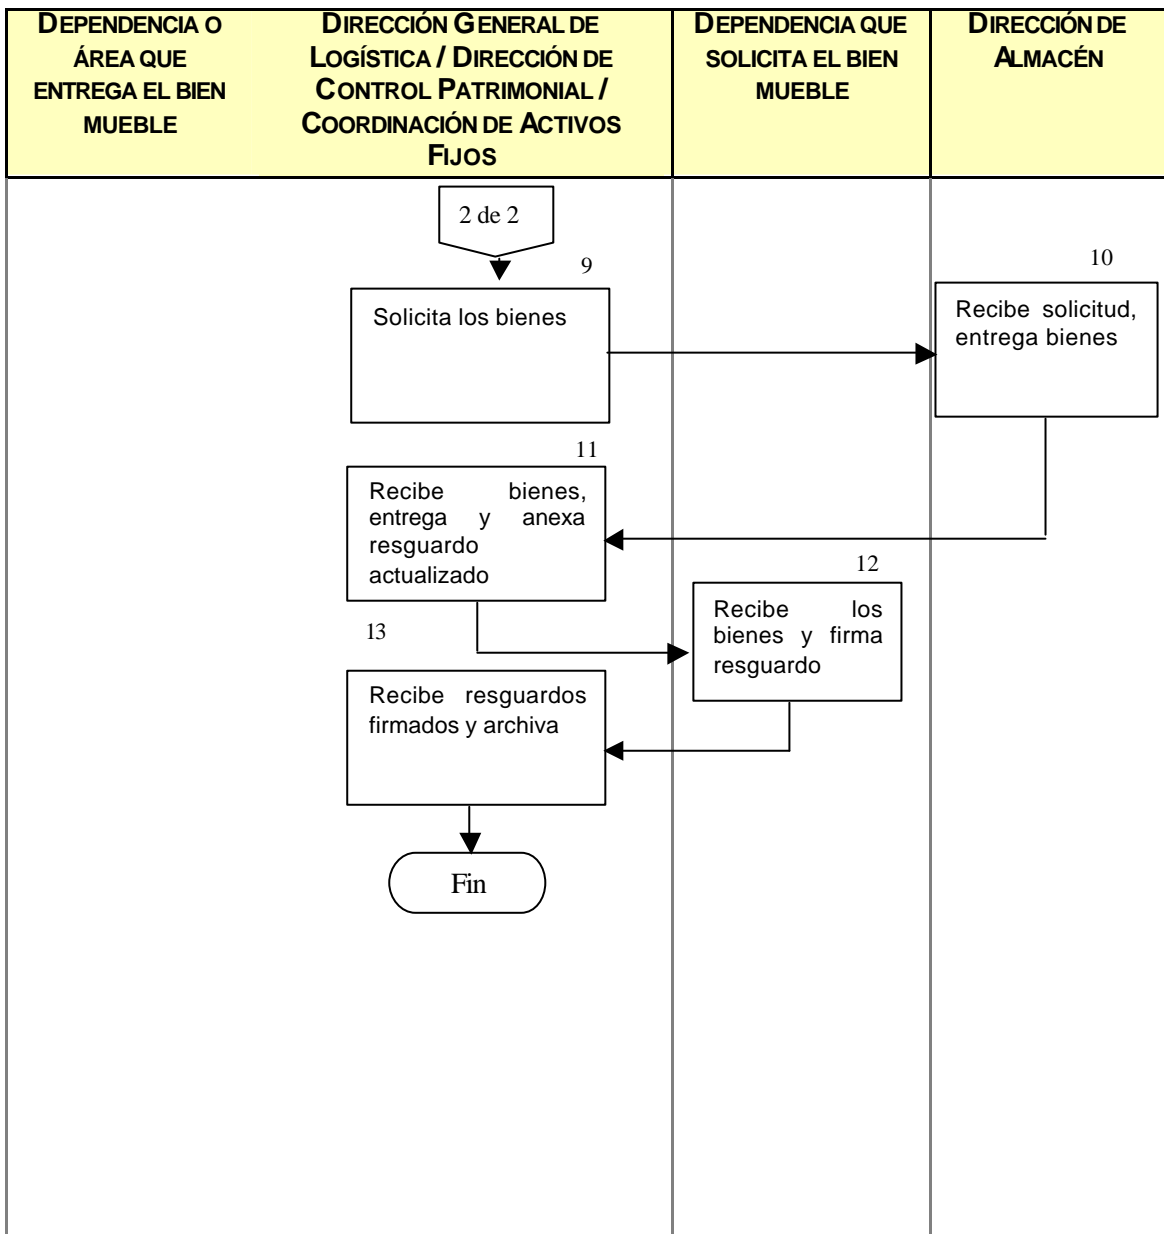 DEPENDENCIA O
ÁREA QUE
ENTREGA EL BIEN
MUEBLE
DIRECCIÓN GENERAL DE
LOGÍSTICA / DIRECCIÓN DE
CONTROL PATRIMONIAL /
COORDINACIÓN DE ACTIVOS
FIJOS
DEPENDENCIA QUE
SOLICITA EL BIEN
MUEBLE
DIRECCIÓN DE
ALMACÉN
2 de 2
9
Solicita los bienes
10
Recibe solicitud,
entrega bienes
11
Recibe bienes,
entrega y anexa
resguardo
actualizado
12
Recibe los
bienes y firma
resguardo
13
Recibe resguardos
firmados y archiva
Fin